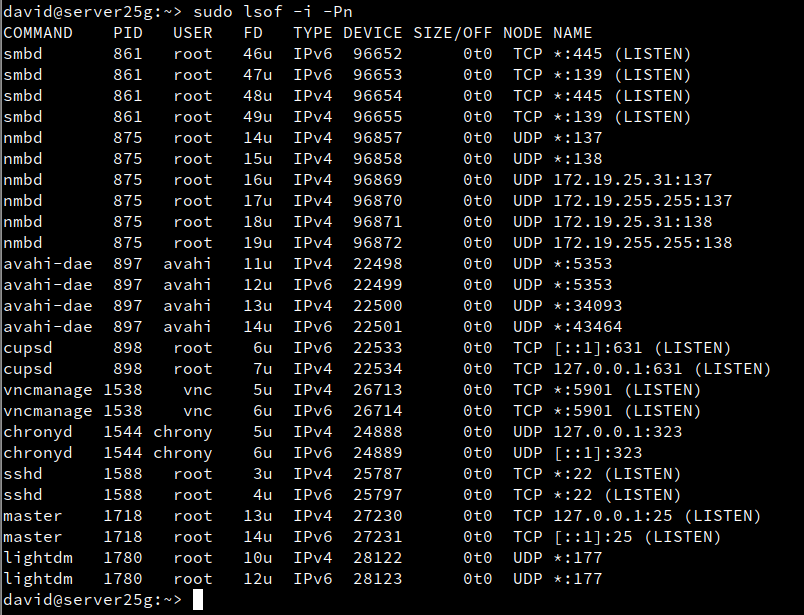 david@server25g:~> sudo lsof -i -Pn
COMMAND    PID   USER   FD   TYPE DEVICE SIZE/OFF NODE NAME
smbd       861   root   46u  IPv6  96652      0t0  TCP *:445 (LISTEN)
smbd       861   root   47u  IPv6  96653      0t0  TCP *:139 (LISTEN)
smbd       861   root   48u  IPv4  96654      0t0  TCP *:445 (LISTEN)
smbd       861   root   49u  IPv4  96655      0t0  TCP *:139 (LISTEN)
nmbd       875   root   14u  IPv4  96857      0t0  UDP *:137
nmbd       875   root   15u  IPv4  96858      0t0  UDP *:138
nmbd       875   root   16u  IPv4  96869      0t0  UDP 172.19.25.31:137
nmbd       875   root   17u  IPv4  96870      0t0  UDP 172.19.255.255:137
nmbd       875   root   18u  IPv4  96871      0t0  UDP 172.19.25.31:138
nmbd       875   root   19u  IPv4  96872      0t0  UDP 172.19.255.255:138
avahi-dae  897  avahi   11u  IPv4  22498      0t0  UDP *:5353
avahi-dae  897  avahi   12u  IPv6  22499      0t0  UDP *:5353
avahi-dae  897  avahi   13u  IPv4  22500      0t0  UDP *:34093
avahi-dae  897  avahi   14u  IPv6  22501      0t0  UDP *:43464
cupsd      898   root    6u  IPv6  22533      0t0  TCP [::1]:631 (LISTEN)
cupsd      898   root    7u  IPv4  22534      0t0  TCP 127.0.0.1:631 (LISTEN)
vncmanage 1538    vnc    5u  IPv4  26713      0t0  TCP *:5901 (LISTEN)
vncmanage 1538    vnc    6u  IPv6  26714      0t0  TCP *:5901 (LISTEN)
chronyd   1544 chrony    5u  IPv4  24888      0t0  UDP 127.0.0.1:323
chronyd   1544 chrony    6u  IPv6  24889      0t0  UDP [::1]:323
sshd      1588   root    3u  IPv4  25787      0t0  TCP *:22 (LISTEN)
sshd      1588   root    4u  IPv6  25797      0t0  TCP *:22 (LISTEN)
master    1718   root   13u  IPv4  27230      0t0  TCP 127.0.0.1:25 (LISTEN)
master    1718   root   14u  IPv6  27231      0t0  TCP [::1]:25 (LISTEN)
lightdm   1780   root   10u  IPv4  28122      0t0  UDP *:177
lightdm   1780   root   12u  IPv6  28123      0t0  UDP *:177
david@server25g:~>